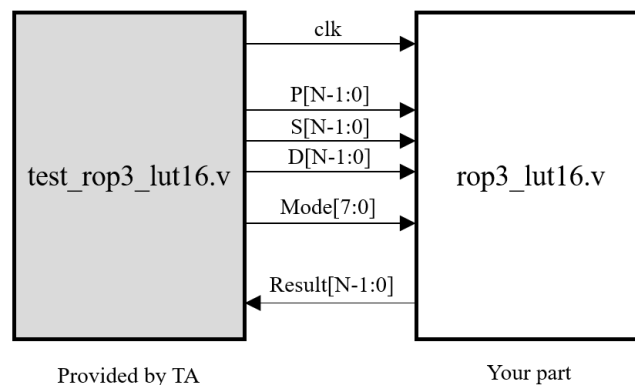 clk
P[N-1:0]
S[N-1:0]
D[N-1:0]
test_rop3_lut16.v
rop3_lut16.v
Mode[7:0]
Result[N-1:0]
Provided by TA
Your part